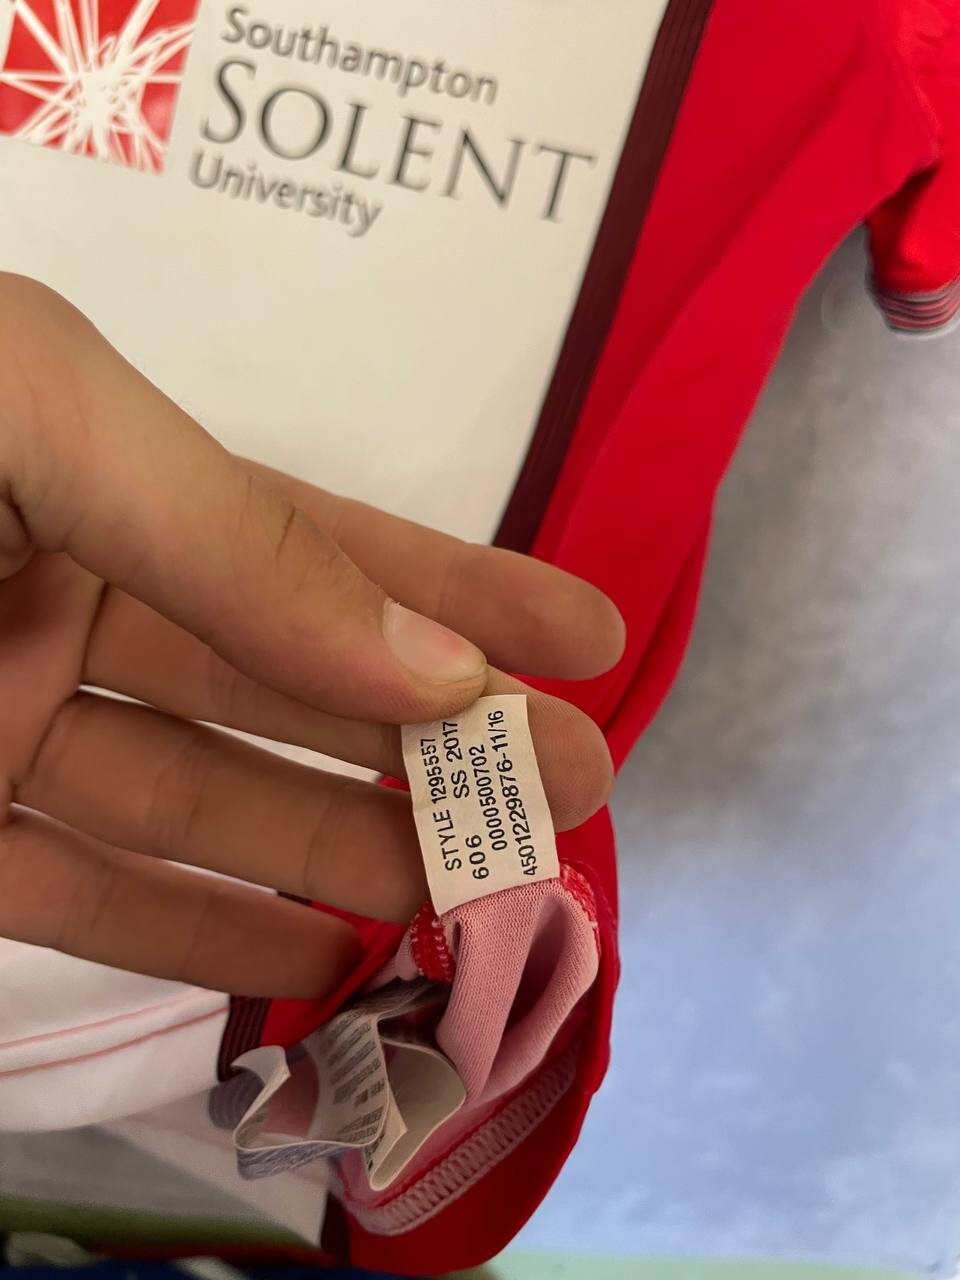 Southampton
SOLENT
University
STYLE 1295557
606 SS 2017
0000500702
4501229876-11/16